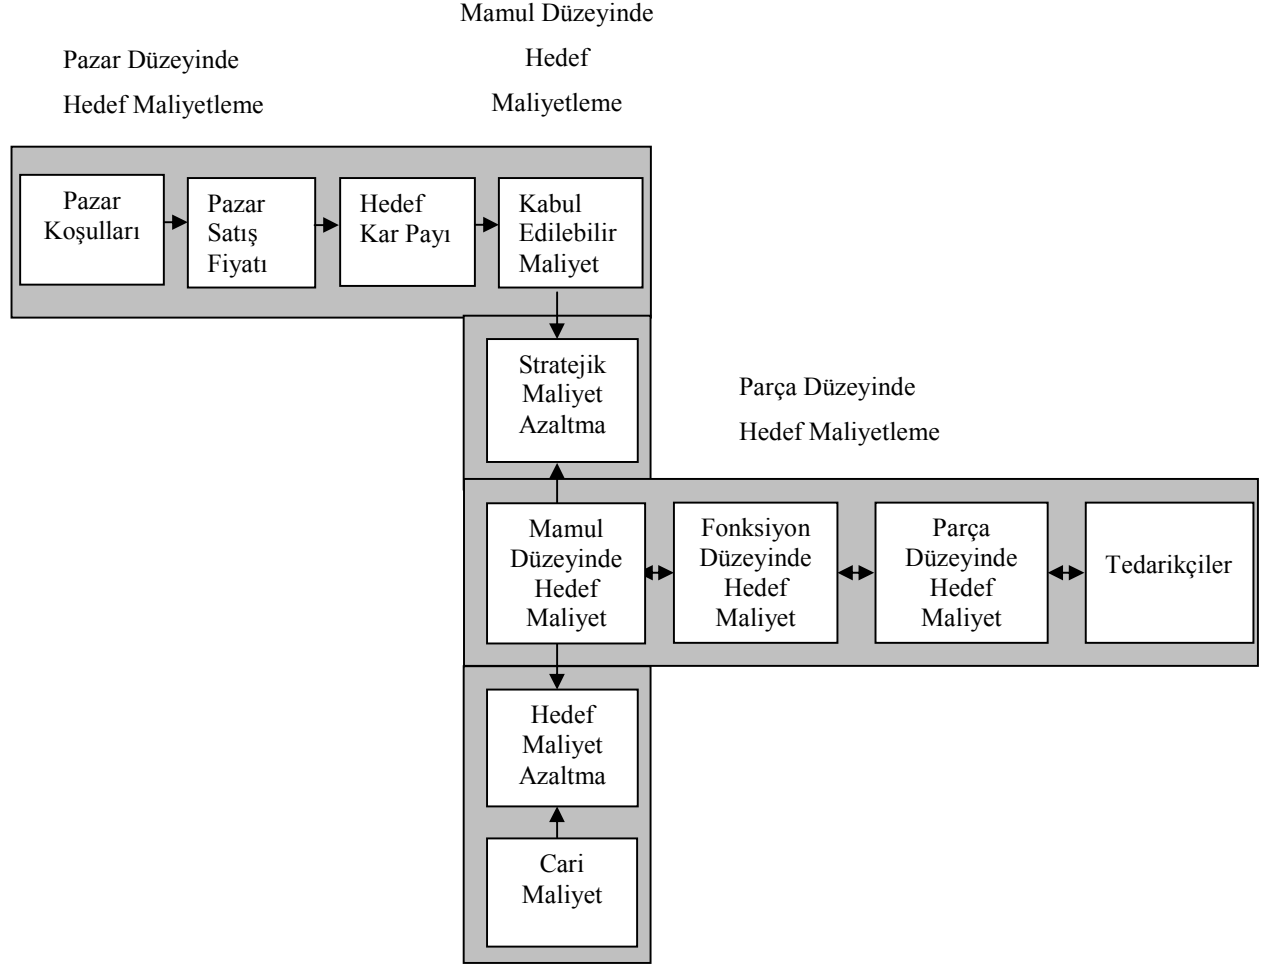 Mamul Düzeyinde
Hedef
Maliyetleme
Pazar Düzeyinde
Hedef Maliyetleme
Pazar
Koşulları
Pazar
Satış
Fiyatı
Hedef
Kar Payı
Kabul
Edilebilir
Maliyet
Stratejik
Maliyet
Azaltma
Parça Düzeyinde
Hedef Maliyetleme
Mamul
Düzeyinde
Hedef
Maliyet
Fonksiyon
Düzeyinde
Hedef
Maliyet
Parça
Düzeyinde
Hedef
Maliyet
Tedarikçiler
Hedef
Maliyet
Azaltma
Cari
Maliyet